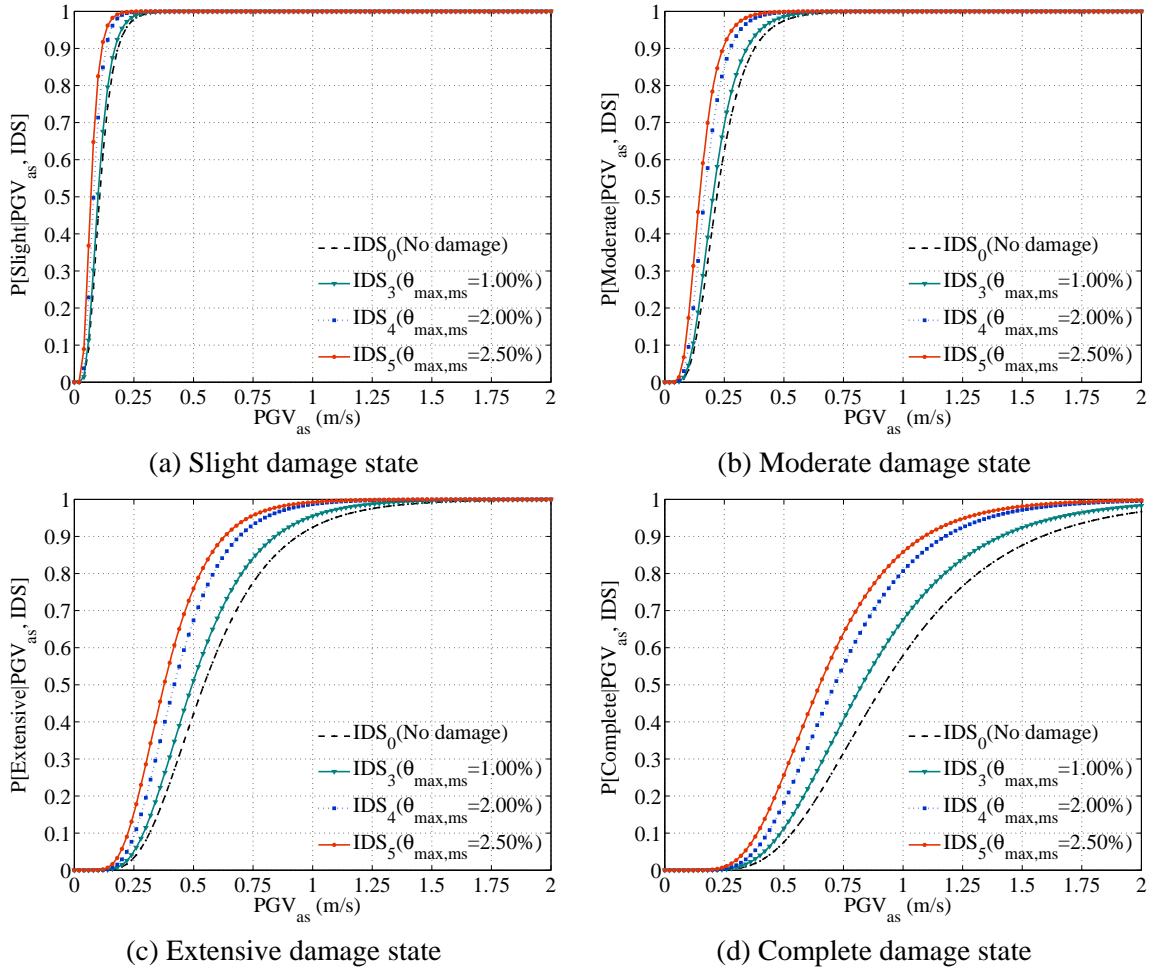 1
0.9
0.8
0.7
0.6
0.5
0.4
0.3
0.2
0.1
0
P[Slight|PGV_as, IDS]
IDS_0(No damage)
IDS_3(θ_max,ms=1.00%)
IDS_4(θ_max,ms=2.00%)
IDS_5(θ_max,ms=2.50%)
0 0.25 0.5 0.75 1 1.25 1.5 1.75 2
PGV_as (m/s)
(a) Slight damage state
1
0.9
0.8
0.7
0.6
0.5
0.4
0.3
0.2
0.1
0
P[Moderate|PGV_as, IDS]
IDS_0(No damage)
IDS_3(θ_max,ms=1.00%)
IDS_4(θ_max,ms=2.00%)
IDS_5(θ_max,ms=2.50%)
0 0.25 0.5 0.75 1 1.25 1.5 1.75 2
PGV_as (m/s)
(b) Moderate damage state
1
0.9
0.8
0.7
0.6
0.5
0.4
0.3
0.2
0.1
0
P[Extensive|PGV_as, IDS]
IDS_0(No damage)
IDS_3(θ_max,ms=1.00%)
IDS_4(θ_max,ms=2.00%)
IDS_5(θ_max,ms=2.50%)
0 0.25 0.5 0.75 1 1.25 1.5 1.75 2
PGV_as (m/s)
(c) Extensive damage state
1
0.9
0.8
0.7
0.6
0.5
0.4
0.3
0.2
0.1
0
P[Complete|PGV_as, IDS]
IDS_0(No damage)
IDS_3(θ_max,ms=1.00%)
IDS_4(θ_max,ms=2.00%)
IDS_5(θ_max,ms=2.50%)
0 0.25 0.5 0.75 1 1.25 1.5 1.75 2
PGV_as (m/s)
(d) Complete damage state